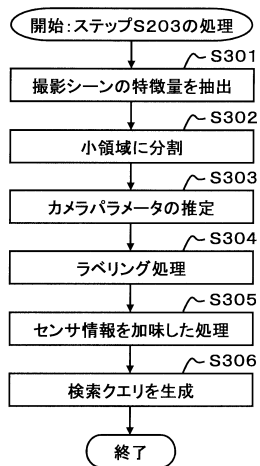 開始:ステップS203の処理
S301
撮影シーンの特徴量を抽出
S302
小領域に分割
S303
カメラパラメータの推定
S304
ラベリング処理
S305
センサ情報を加味した処理
S306
検索クエリを生成
終了